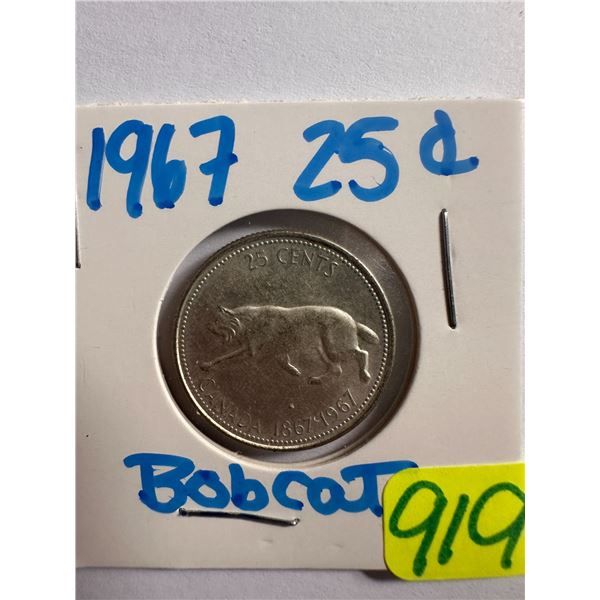 1967 25¢
25 CENTS
CANADA 1867-1967
Bobcat
919